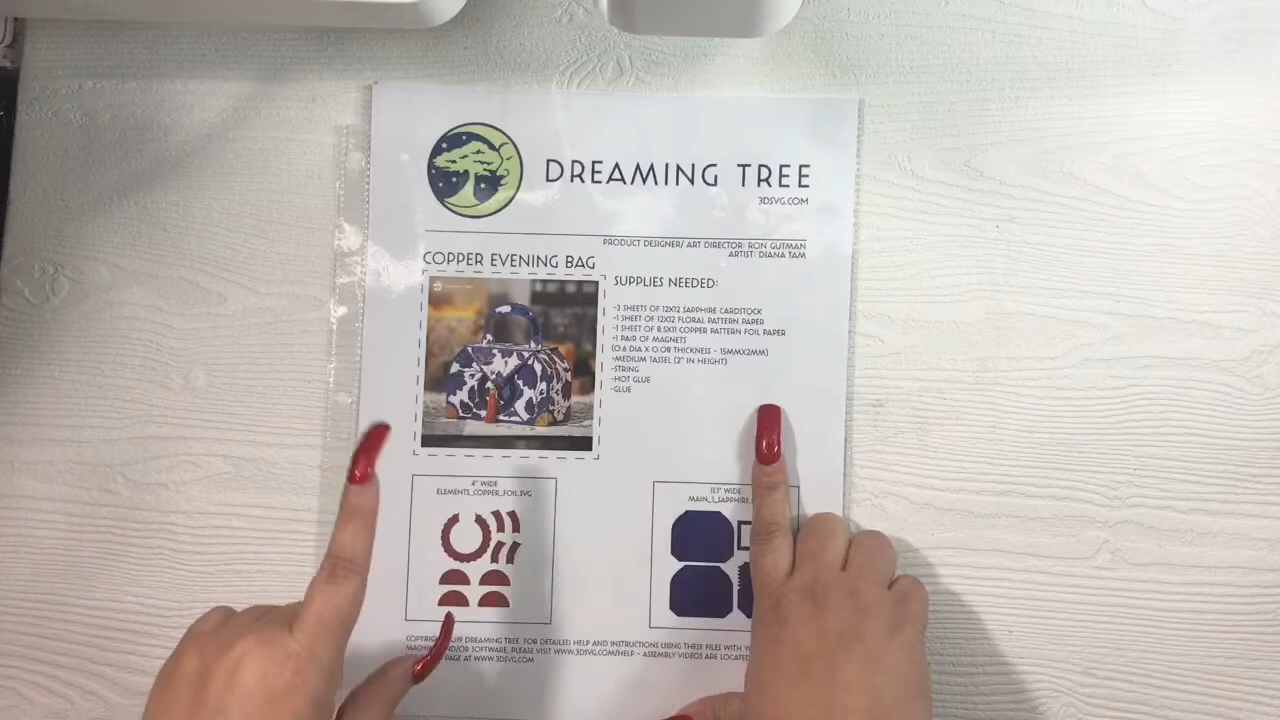 DREAMING TREE
3DSVG.COM
PRODUCT DESIGNER/ ART DIRECTOR: RON GUTMAN
ARTIST: DIANA TAM
COPPER EVENING BAG
SUPPLIES NEEDED:
-3 SHEETS OF 12X12 SAPPHIRE CARDSTOCK
-1 SHEET OF 12X12 FLORAL PATTERN PAPER
-1 SHEET OF 8.5X11 COPPER PATTERN FOIL PAPER
-1 PAIR OF MAGNETS
(0.6 DIA X 0.08 THICKNESS - 15MMX2MM)
-MEDIUM TASSEL (2" IN HEIGHT)
-STRING
-HOT GLUE
-GLUE
4" WIDE
ELEMENTS_COPPER_FOIL.SVG
11.1" WIDE
MAIN_1_SAPPHIRE.S
2019 DREAMING TREE. FOR DETAILED HELP AND INSTRUCTIONS USING THESE FILES WITH
AND/OR SOFTWARE, PLEASE VISIT WWW.3DSVG.COM/HELP - ASSEMBLY VIDEOS ARE LOCATED
PAGE AT WWW.3DSVG.COM